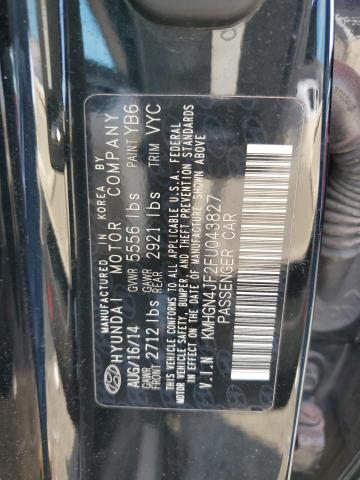 HYUNDAI MOTOR COMPANY
BY
IN KOREA
AUG/16/14 GVWR 5556 lbs PAINT YB6
GAWR FRONT 2712 lbs GAWR REAR 2921 lbs TRIM VYC
THIS VEHICLE CONFORMS TO ALL APPLICABLE U.S.A. FEDERAL
MOTOR VEHICLE SAFETY, BUMPER, AND THEFT PREVENTION STANDARDS
IN EFFECT ON THE DATE OF MANUFACTURE SHOWN ABOVE
V.I.N KMHGN4JF2FU043827
PASSENGER CAR